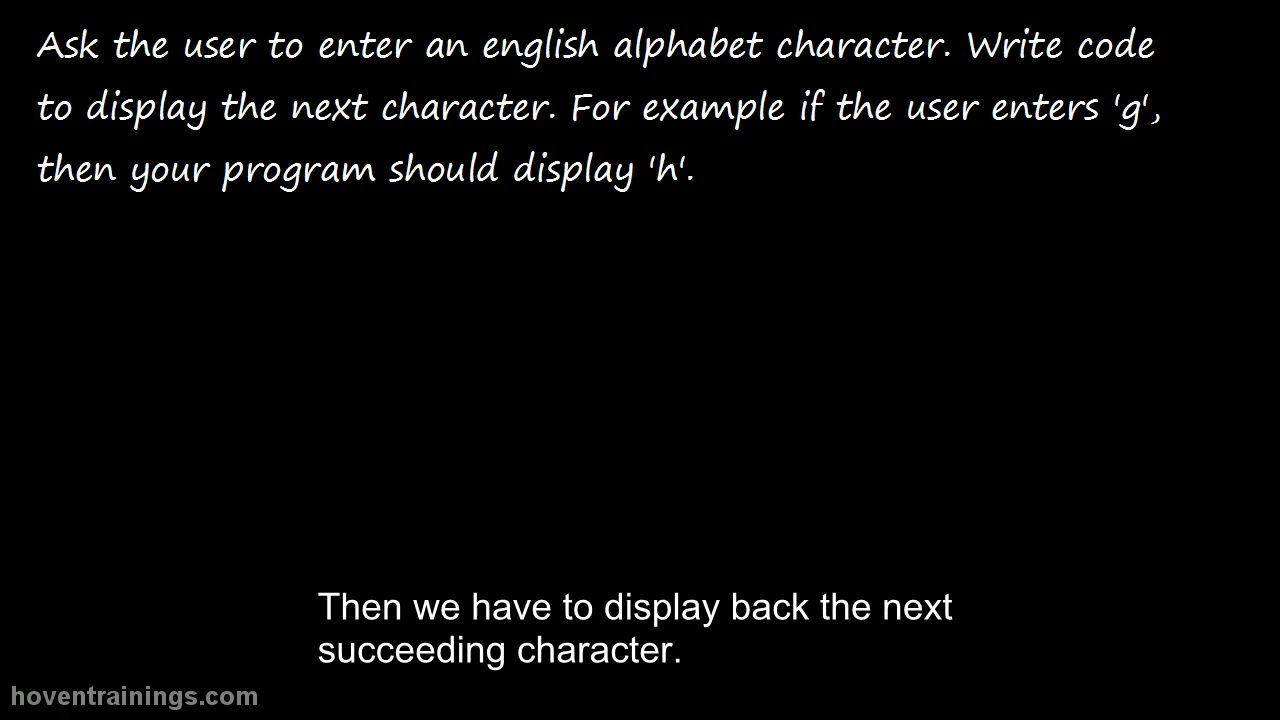 Ask the user to enter an english alphabet character. Write code
to display the next character. For example if the user enters 'g',
then your program should display 'h'.
Then we have to display back the next
succeeding character.
hoventrainings.com